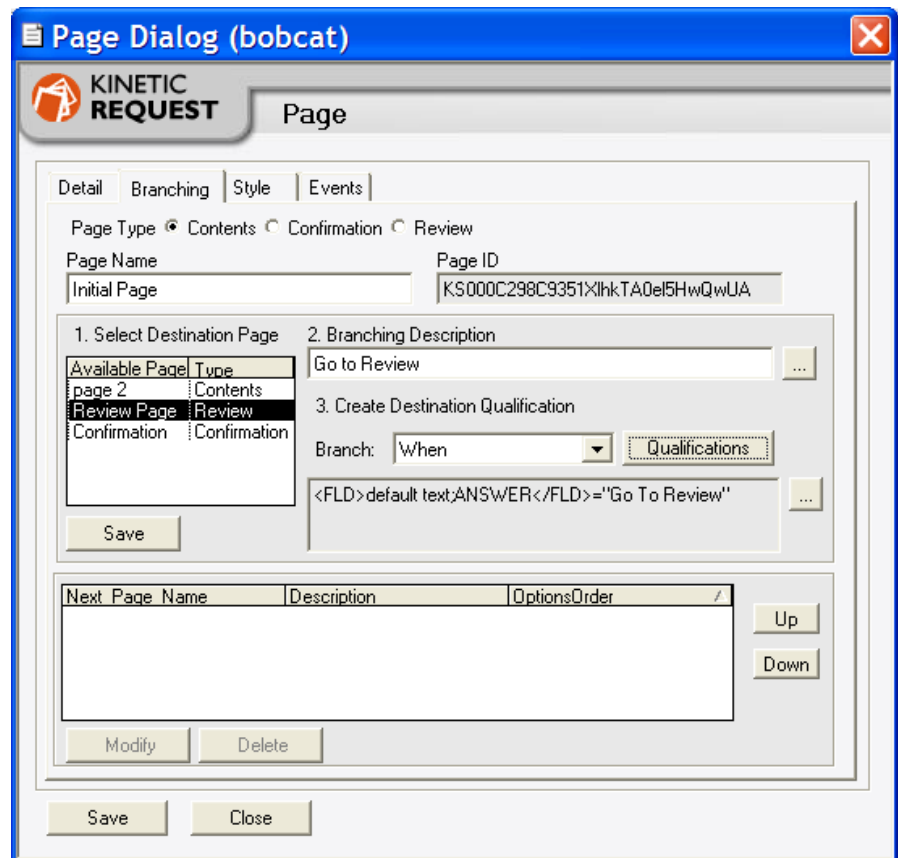 Page Dialog (bobcat)
KINETIC
REQUEST
Page
Detail Branching Style Events
Page Type Contents Confirmation Review
Page Name Page ID
Initial Page KS000C298C9351XlhkTA0el5HwQwUA
1. Select Destination Page 2. Branching Description
Available Page Type Go to Review ...
page 2 Contents
Review Page Review 3. Create Destination Qualification
Confirmation Confirmation
Branch: When Qualifications
<FLD>default text;ANSWER</FLD>="Go To Review" ...
Save
Next Page Name Description OptionsOrder
Up
Down
Modify Delete
Save Close